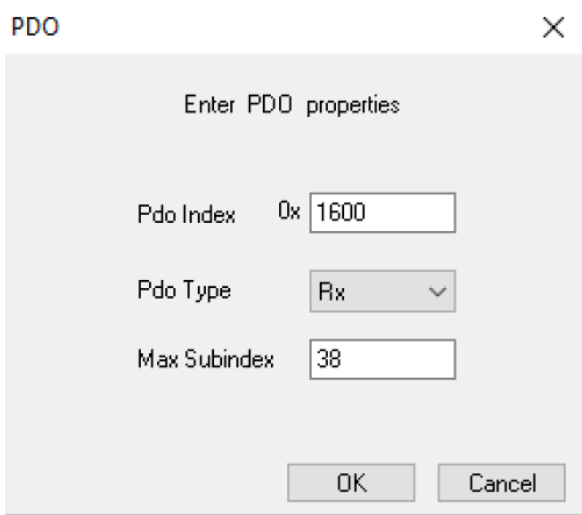 PDO
Enter PDO properties
Pdo Index 0x 1600
Pdo Type Rx
Max Subindex 38
OK Cancel